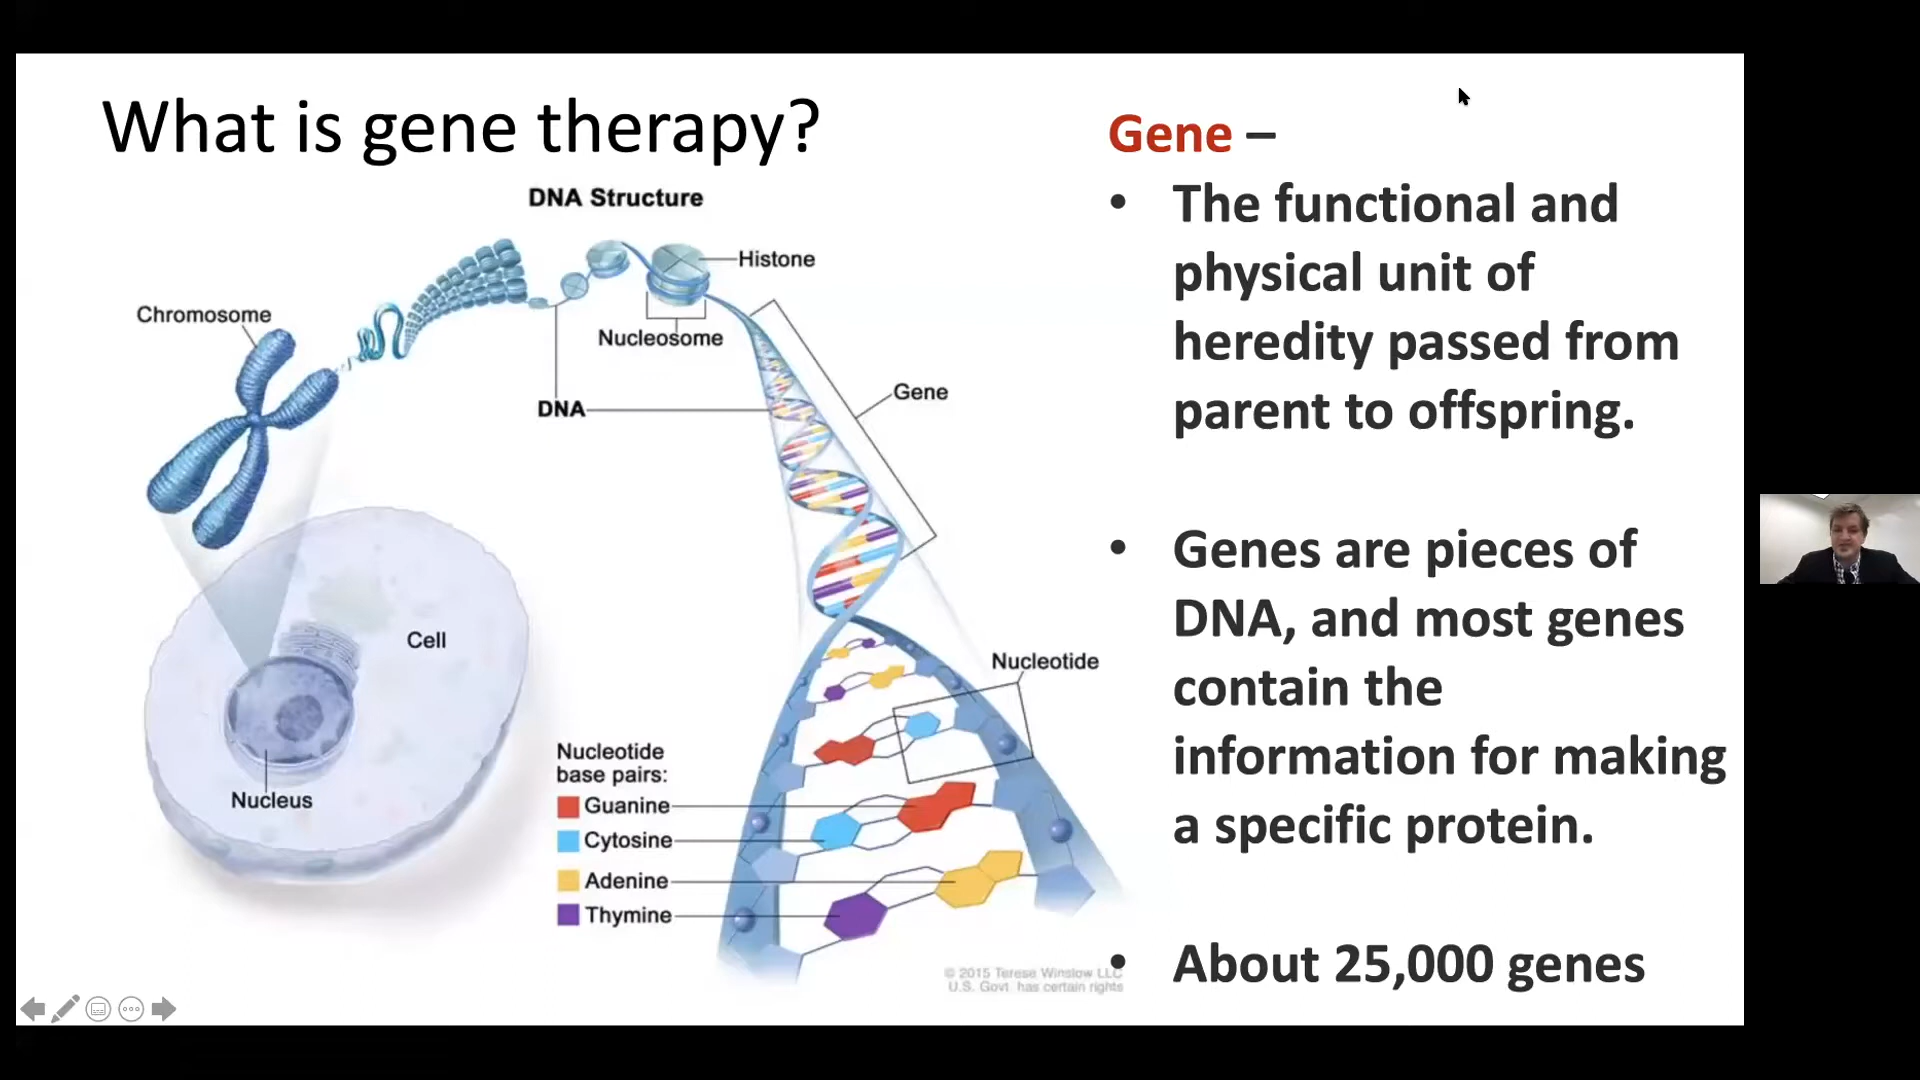 What is gene therapy?
DNA Structure
Histone
Chromosome
Nucleosome
Gene
DNA
Cell
Nucleotide
Nucleus
Nucleotide
base pairs:
Guanine
Cytosine
Adenine
Thymine
© 2015 Terese Winslow LLC
U.S. Govt. has certain rights
Gene –
• The functional and
physical unit of
heredity passed from
parent to offspring.
• Genes are pieces of
DNA, and most genes
contain the
information for making
a specific protein.
• About 25,000 genes